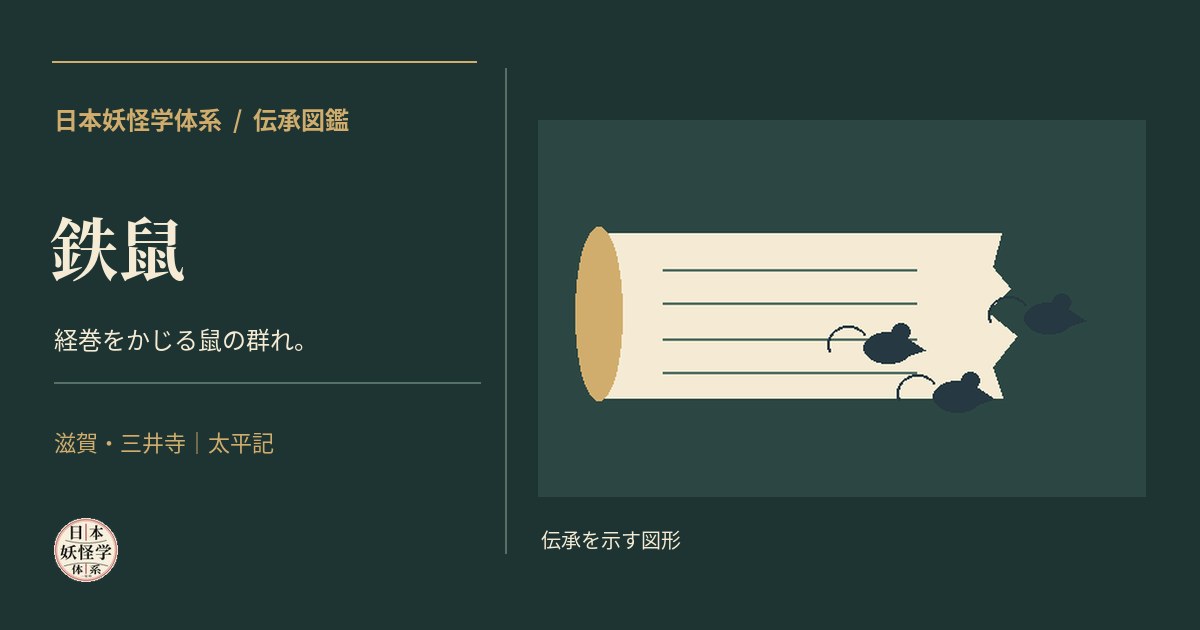 日本妖怪学体系 / 伝承図鑑
鉄鼠
経巻をかじる鼠の群れ。
滋賀・三井寺｜太平記
日本
妖怪学
体系
伝承を示す図形